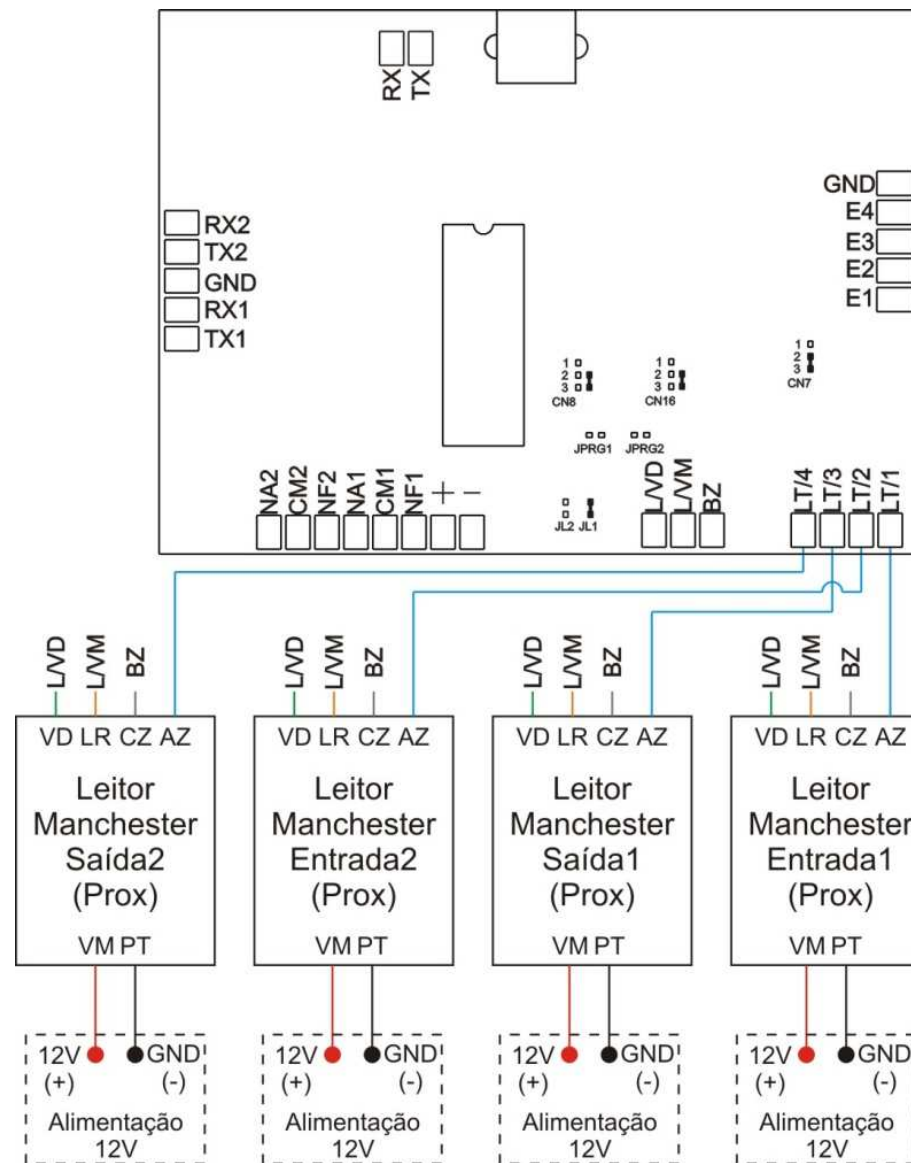 RX
TX
GND
E4
E3
E2
E1
RX2
TX2
GND
RX1
TX1
1
2
3
CN8
1
2
3
CN16
1
2
3
CN7
JPRG1 JPRG2
NA2
CM2
NF2
NA1
CM1
NF1
+
-
JL2 JL1
L/VD
L/VM
BZ
LT/4
LT/3
LT/2
LT/1
L/VD
L/VM
BZ
VD LR CZ AZ
Leitor
Manchester
Saída2
(Prox)
VM PT
12V GND
(+) (-)
Alimentação
12V
L/VD
L/VM
BZ
VD LR CZ AZ
Leitor
Manchester
Entrada2
(Prox)
VM PT
12V GND
(+) (-)
Alimentação
12V
L/VD
L/VM
BZ
VD LR CZ AZ
Leitor
Manchester
Saída1
(Prox)
VM PT
12V GND
(+) (-)
Alimentação
12V
L/VD
L/VM
BZ
VD LR CZ AZ
Leitor
Manchester
Entrada1
(Prox)
VM PT
12V GND
(+) (-)
Alimentação
12V